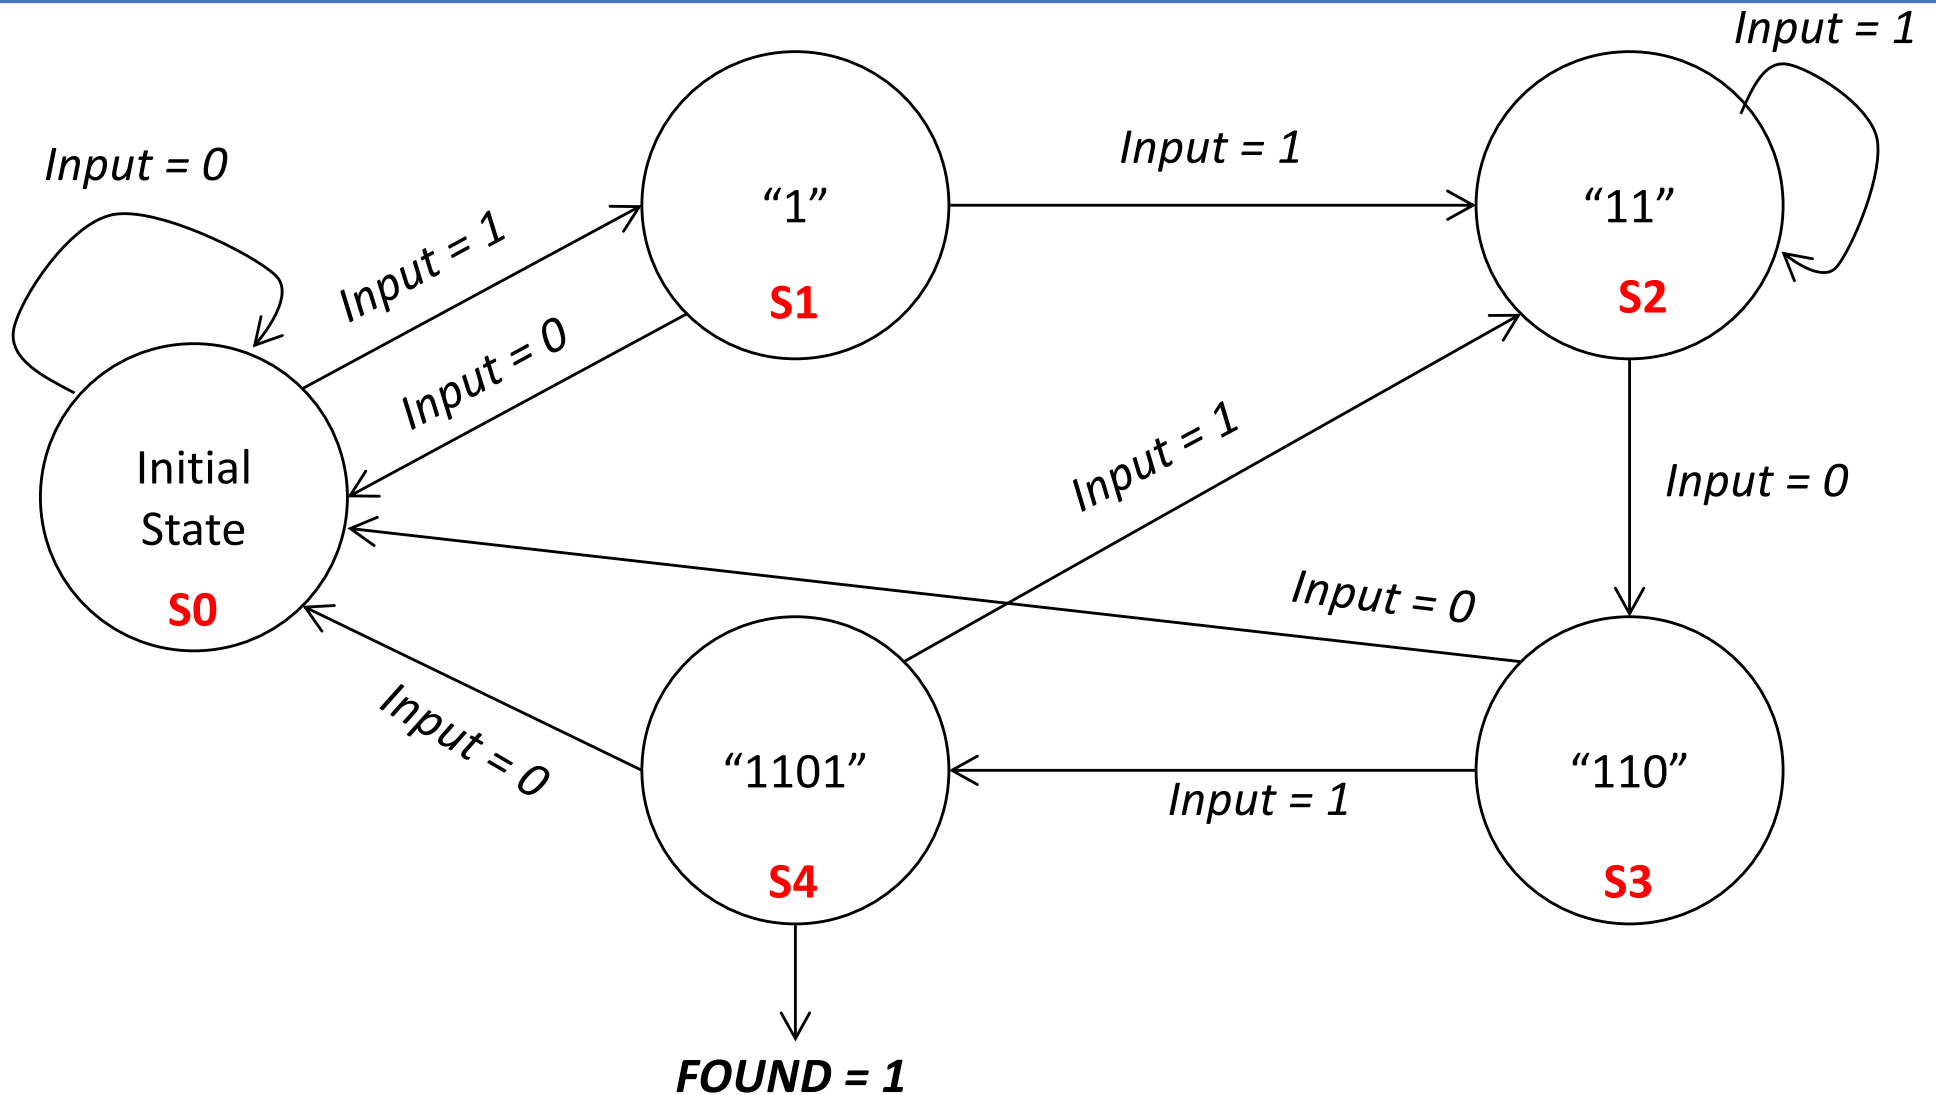 Input = 1
Input = 0
Input = 1
“1”
S1
Input = 1
“11”
S2
Input = 0
Initial
State
S0
Input = 1
Input = 0
Input = 0
Input = 0
“1101”
S4
Input = 1
“110”
S3
FOUND = 1